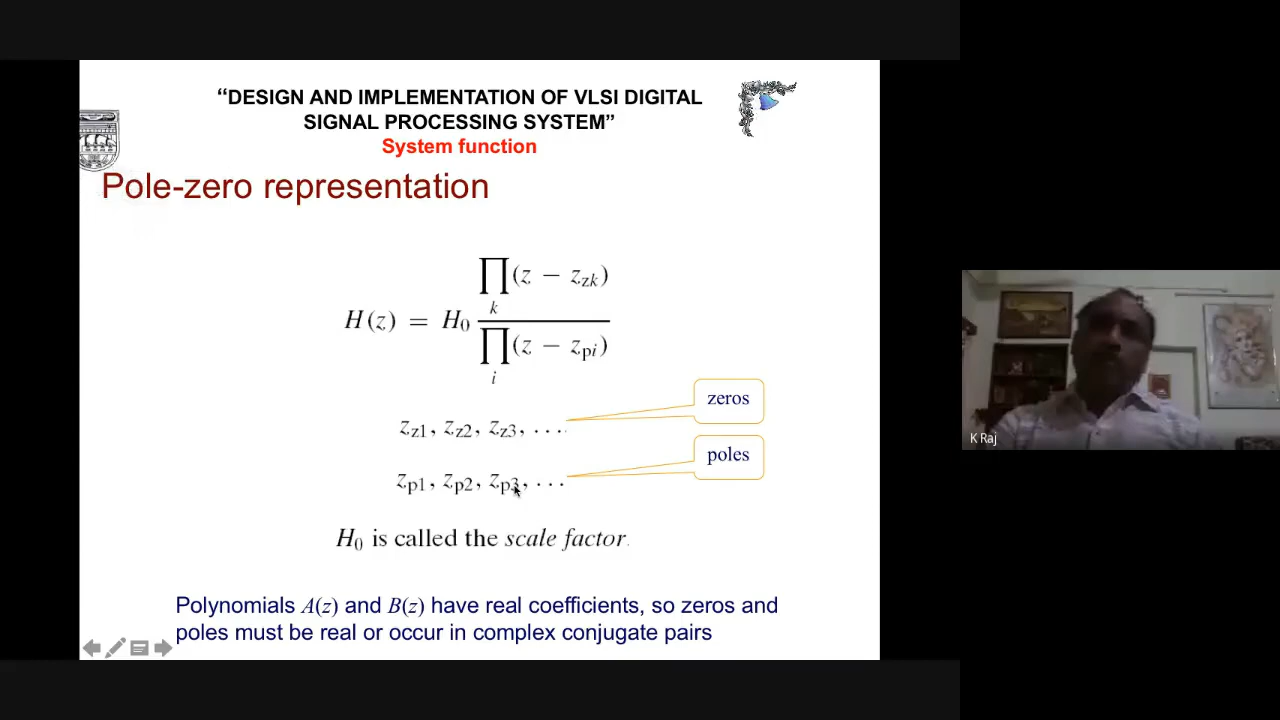 “DESIGN AND IMPLEMENTATION OF VLSI DIGITAL
SIGNAL PROCESSING SYSTEM”
System function
Pole-zero representation
H(z) = H₀ ∏ₖ(z − z_zk) / ∏ᵢ(z − z_pi)
z_z1, z_z2, z_z3, ...
zeros
z_p1, z_p2, z_p3, ...
poles
H₀ is called the scale factor.
Polynomials A(z) and B(z) have real coefficients, so zeros and
poles must be real or occur in complex conjugate pairs
K Raj